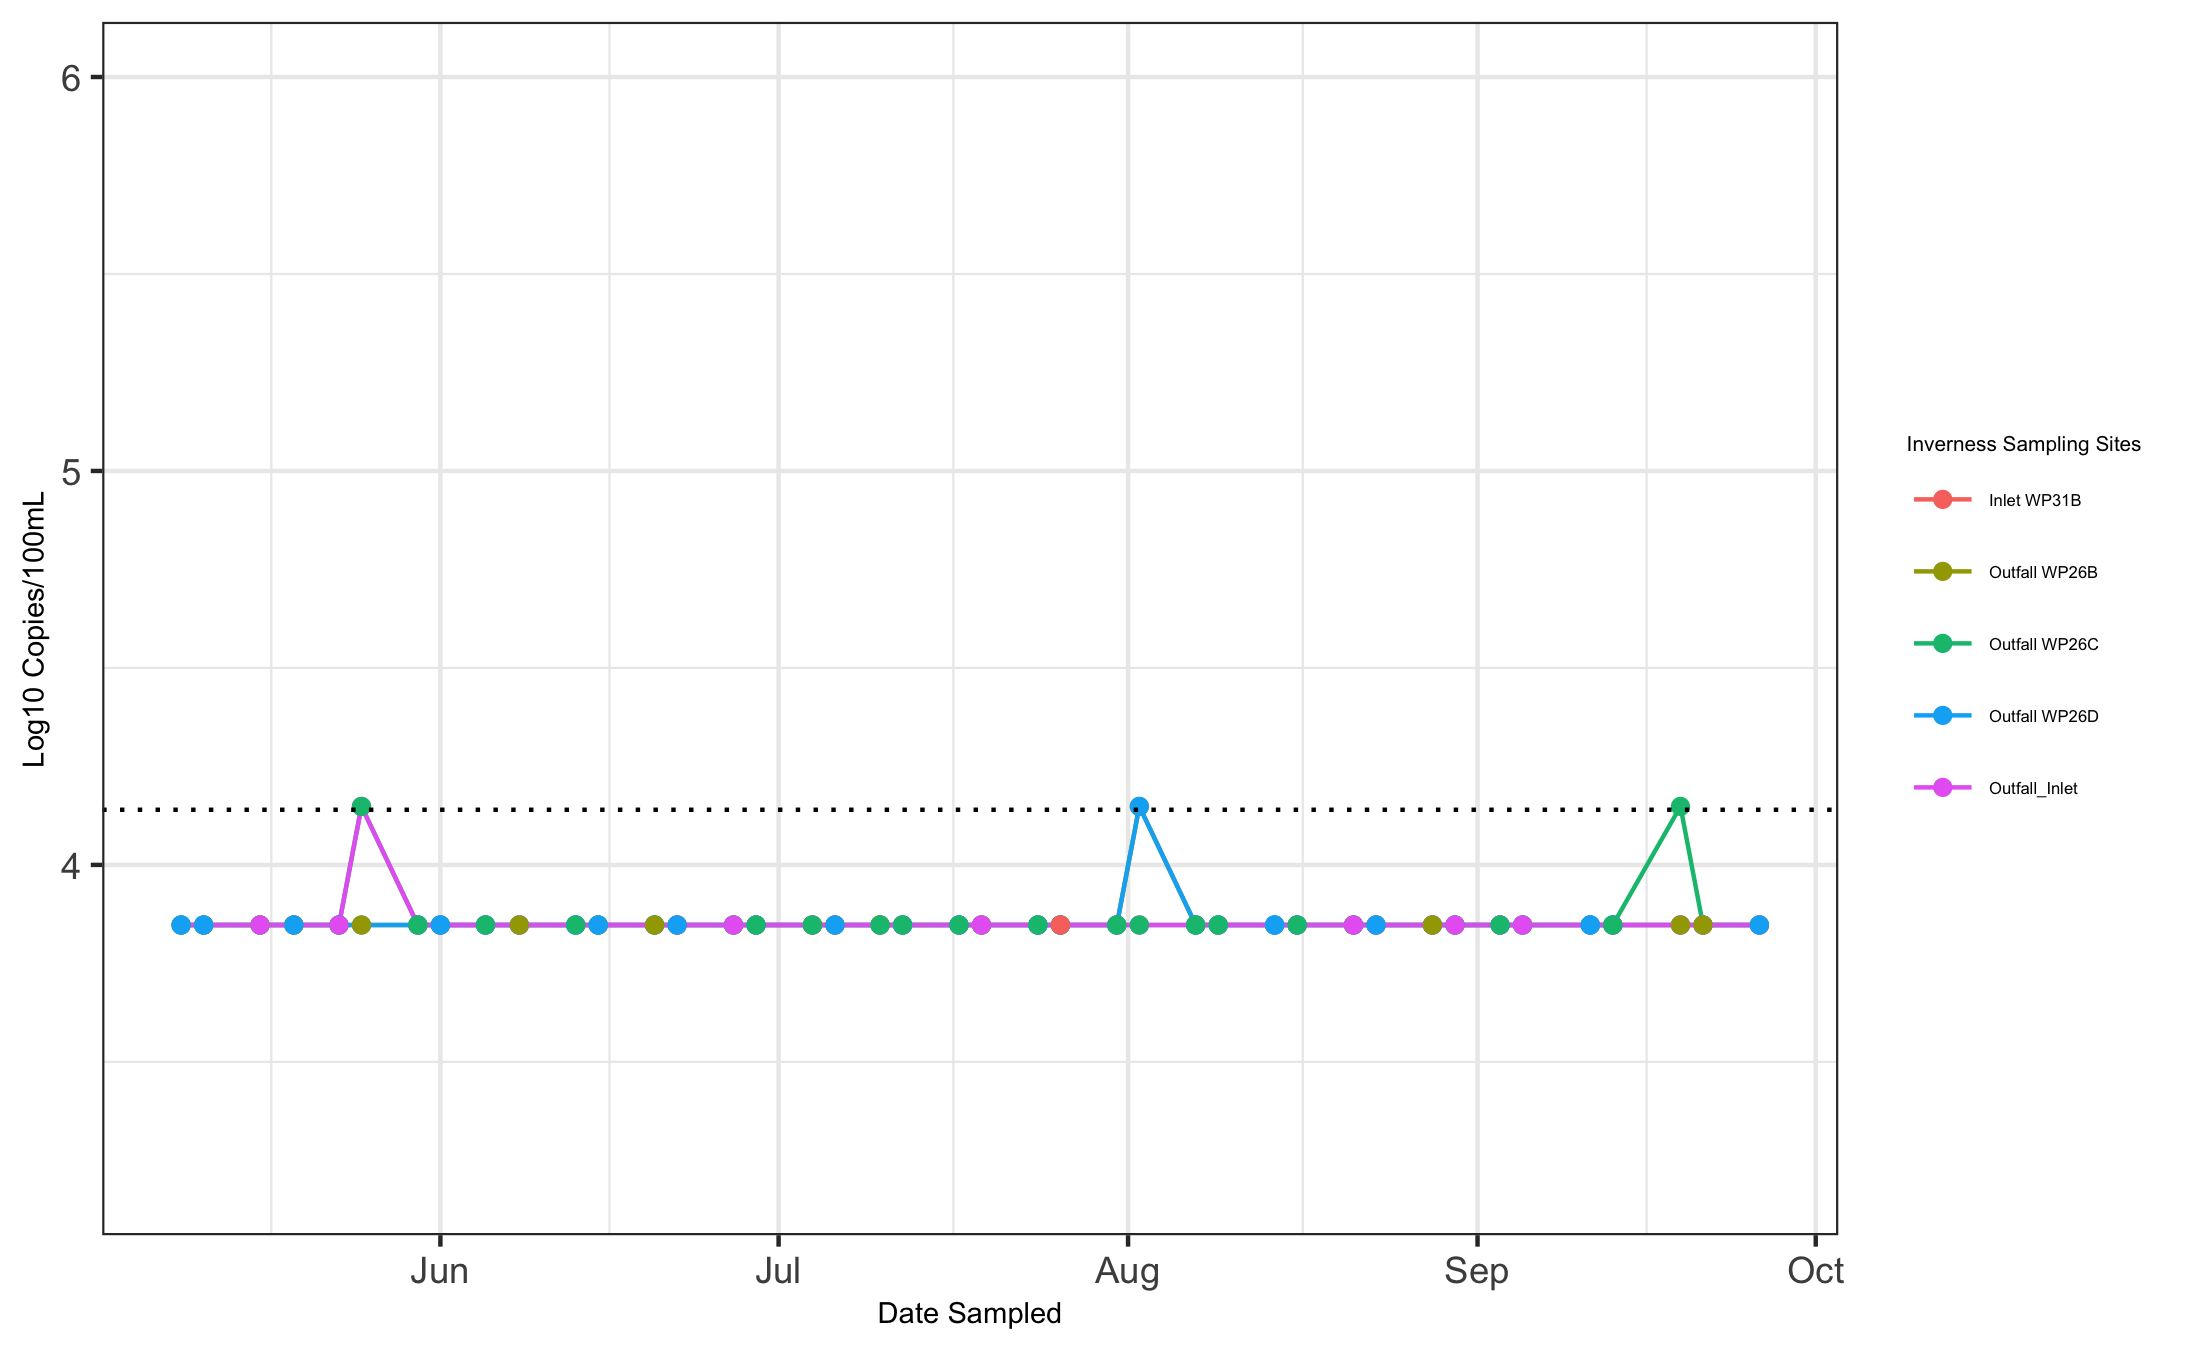 6
5
4
Log10 Copies/100mL
Jun
Jul
Aug
Sep
Oct
Date Sampled
Inverness Sampling Sites
Inlet WP31B
Outfall WP26B
Outfall WP26C
Outfall WP26D
Outfall_Inlet